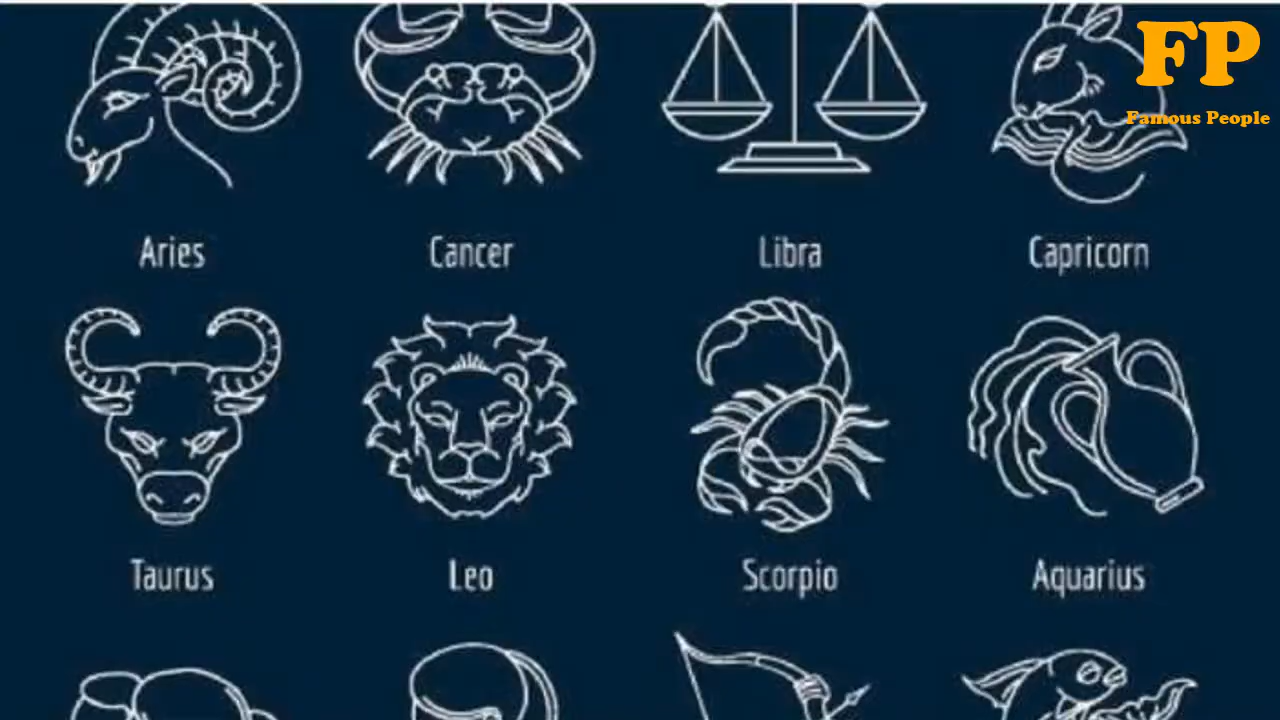 FP
Famous People
Aries
Cancer
Libra
Capricorn
Taurus
Leo
Scorpio
Aquarius